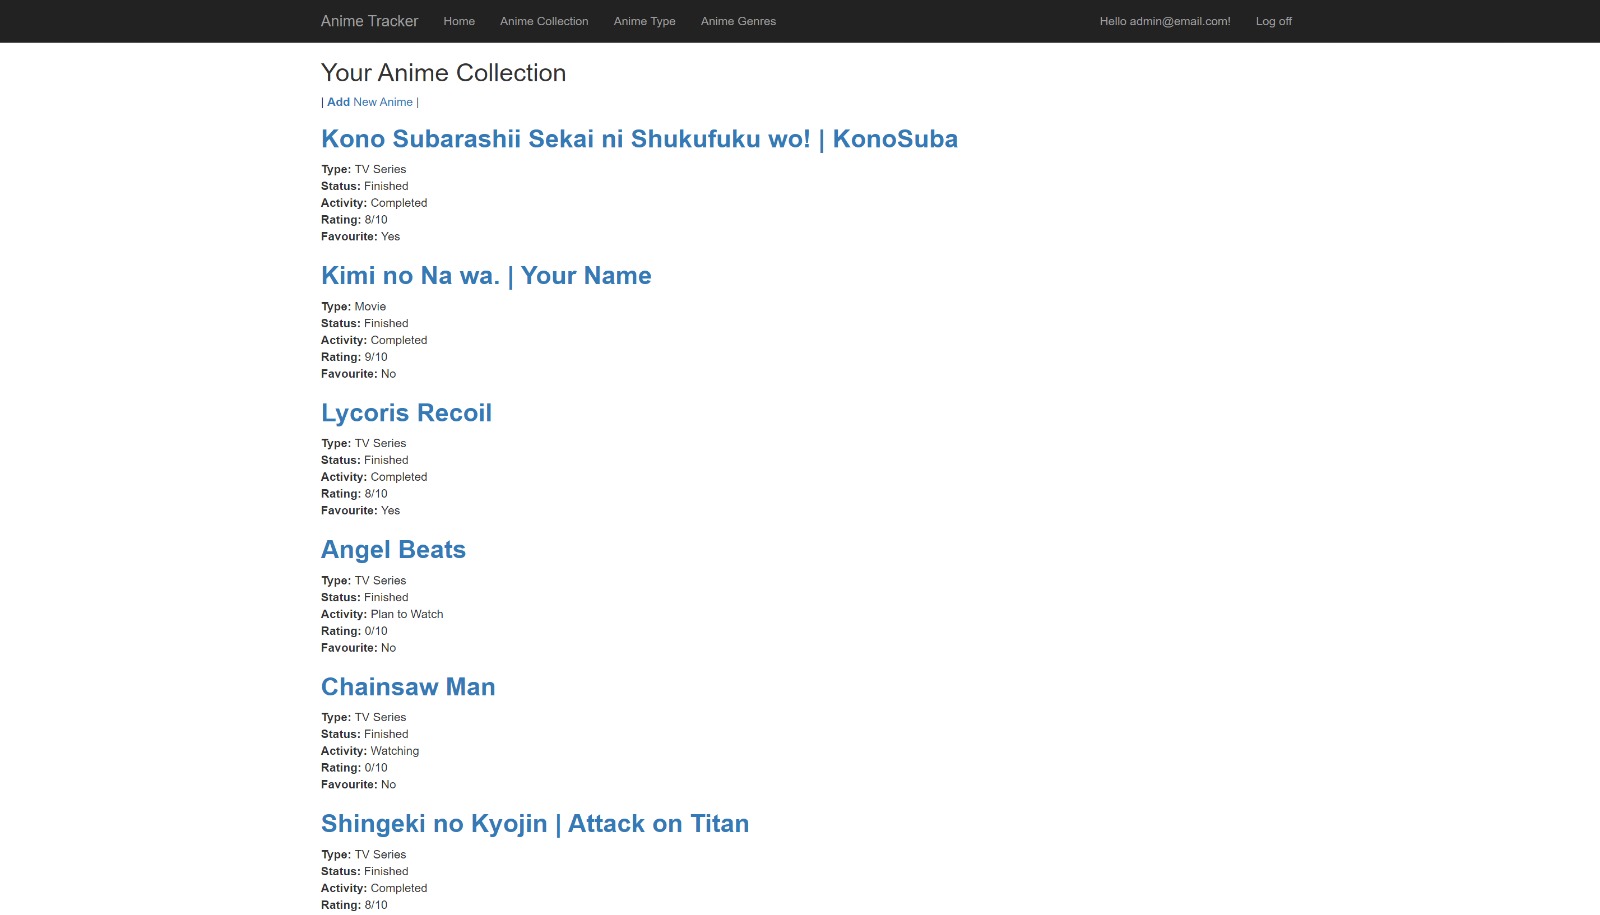 Anime Tracker Home Anime Collection Anime Type Anime Genres Hello admin@email.com! Log off
Your Anime Collection
| Add New Anime |
Kono Subarashii Sekai ni Shukufuku wo! | KonoSuba
Type: TV Series
Status: Finished
Activity: Completed
Rating: 8/10
Favourite: Yes
Kimi no Na wa. | Your Name
Type: Movie
Status: Finished
Activity: Completed
Rating: 9/10
Favourite: No
Lycoris Recoil
Type: TV Series
Status: Finished
Activity: Completed
Rating: 8/10
Favourite: Yes
Angel Beats
Type: TV Series
Status: Finished
Activity: Plan to Watch
Rating: 0/10
Favourite: No
Chainsaw Man
Type: TV Series
Status: Finished
Activity: Watching
Rating: 0/10
Favourite: No
Shingeki no Kyojin | Attack on Titan
Type: TV Series
Status: Finished
Activity: Completed
Rating: 8/10